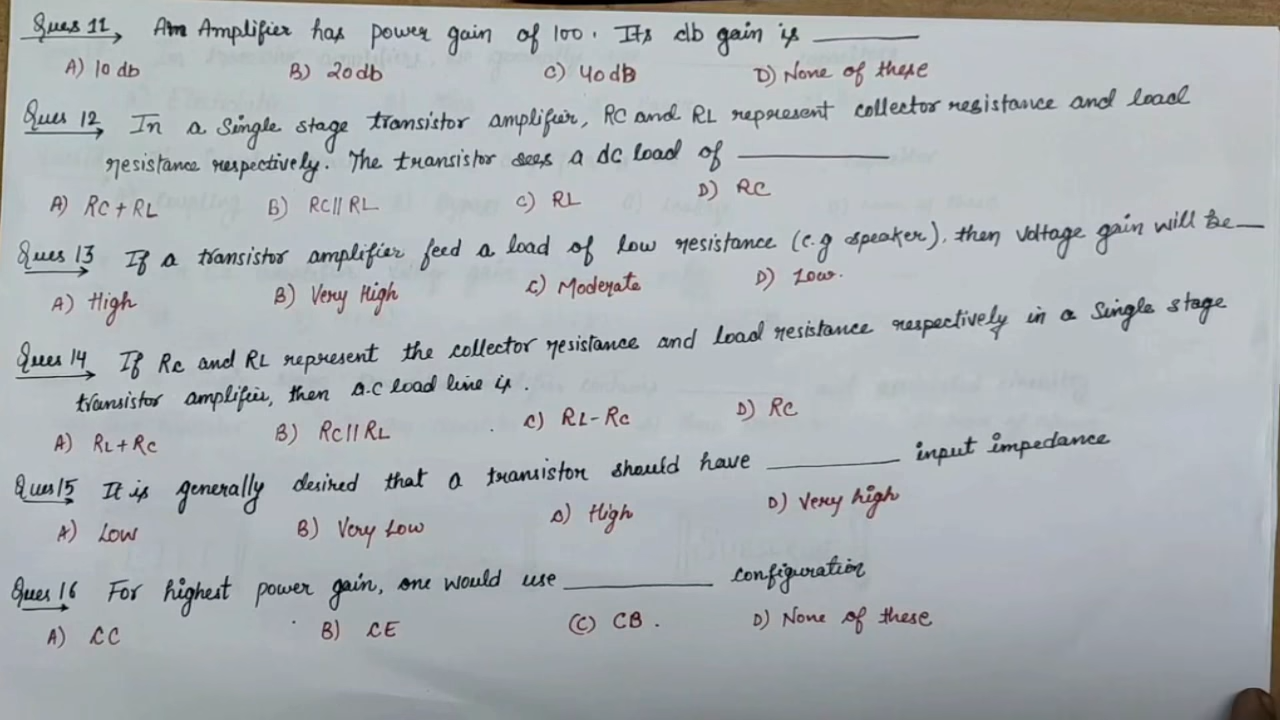 Ques 11 Am Amplifier has power gain of 100. Its db gain is ______
A) 10 db B) 20 db C) 40 dB D) None of these
Ques 12 In a Single stage transistor amplifier, RC and RL represent collector resistance and load
resistance respectively. The transistor sees a dc load of ______
A) RC + RL B) RC || RL C) RL D) RC
Ques 13 If a transistor amplifier feed a load of low resistance (e.g speaker), then voltage gain will be __
A) High B) Very High C) Moderate D) Low.
Ques 14 If Rc and RL represent the collector resistance and load resistance respectively in a Single stage
transistor amplifier, then a.c load line is .
A) RL + Rc B) Rc || RL C) RL - Rc D) RC
Ques 15 It is generally desired that a transistor should have ______ input impedance
A) Low B) Very Low C) High D) Very high
Ques 16 For highest power gain, one would use ______ configuration
A) CC B) CE (C) CB . D) None of these